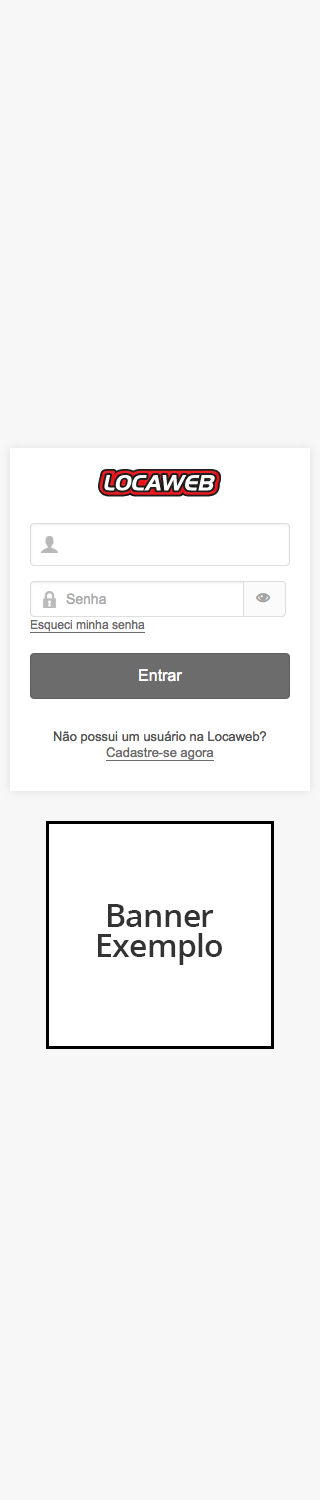 LOCAWEB
Senha
Esqueci minha senha
Entrar
Não possui um usuário na Locaweb?
Cadastre-se agora
Banner
Exemplo